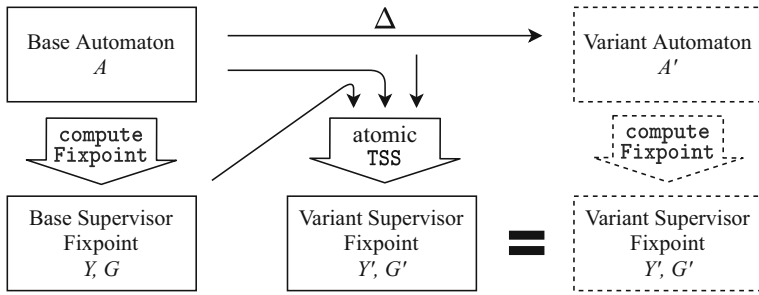 Base Automaton
A
Δ
Variant Automaton
A′
compute
Fixpoint
atomic
TSS
compute
Fixpoint
Base Supervisor
Fixpoint
Y, G
Variant Supervisor
Fixpoint
Y′, G′
=
Variant Supervisor
Fixpoint
Y′, G′